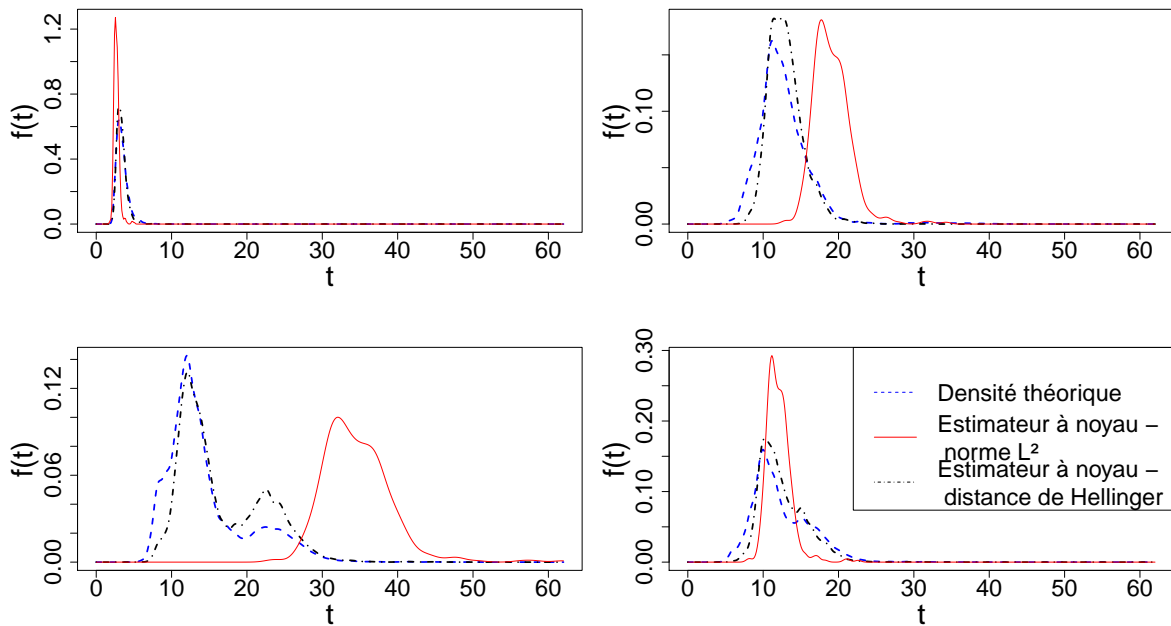 f(t)
0.0 0.4 0.8 1.2
0 10 20 30 40 50 60
t
f(t)
0.00 0.10
0 10 20 30 40 50 60
t
f(t)
0.00 0.06 0.12
0 10 20 30 40 50 60
t
f(t)
0.00 0.10 0.20 0.30
0 10 20 30 40 50 60
t
Densité théorique
Estimateur à noyau –
norme L²
Estimateur à noyau –
distance de Hellinger